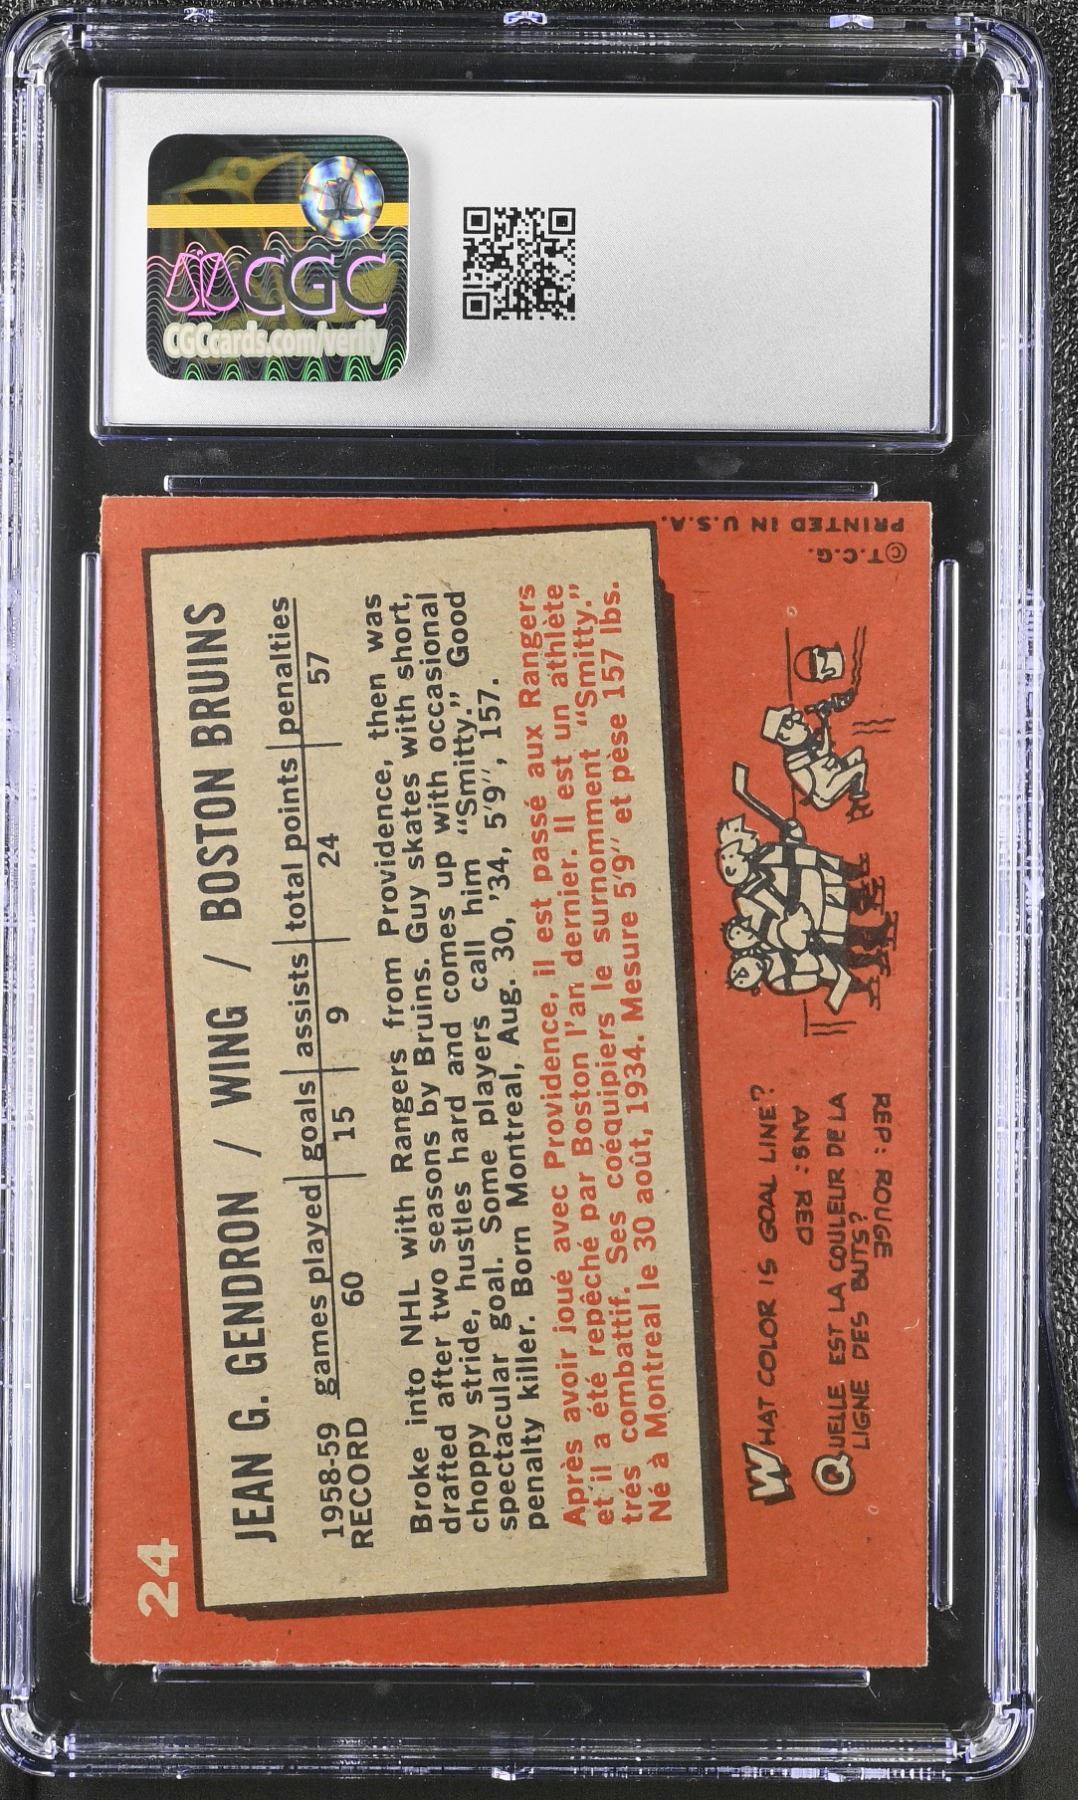 CGC
CGCcards.com/verify
24
JEAN G. GENDRON / WING / BOSTON BRUINS
1958-59 RECORD
games played goals assists total points penalties
60 15 9 24 57
Broke into NHL with Rangers from Providence, then was
drafted after two seasons by Bruins. Guy skates with short,
choppy stride, hustles hard and comes up with occasional
spectacular goal. Some players call him “Smitty.” Good
penalty killer. Born Montreal, Aug. 30, '34, 5'9'', 157.
Après avoir joué avec Providence, il est passé aux Rangers
et il a été repêché par Boston l'an dernier. Il est un athlète
trés combattif. Ses coéquipiers le surnomment “Smitty.”
Né à Montreal le 30 août, 1934. Mesure 5'9'' et pèse 157 lbs.
WHAT COLOR IS GOAL LINE?
ANS: RED
QUELLE EST LA COULEUR DE LA
LIGNE DES BUTS?
REP: ROUGE
© T.C.G.
PRINTED IN U.S.A.